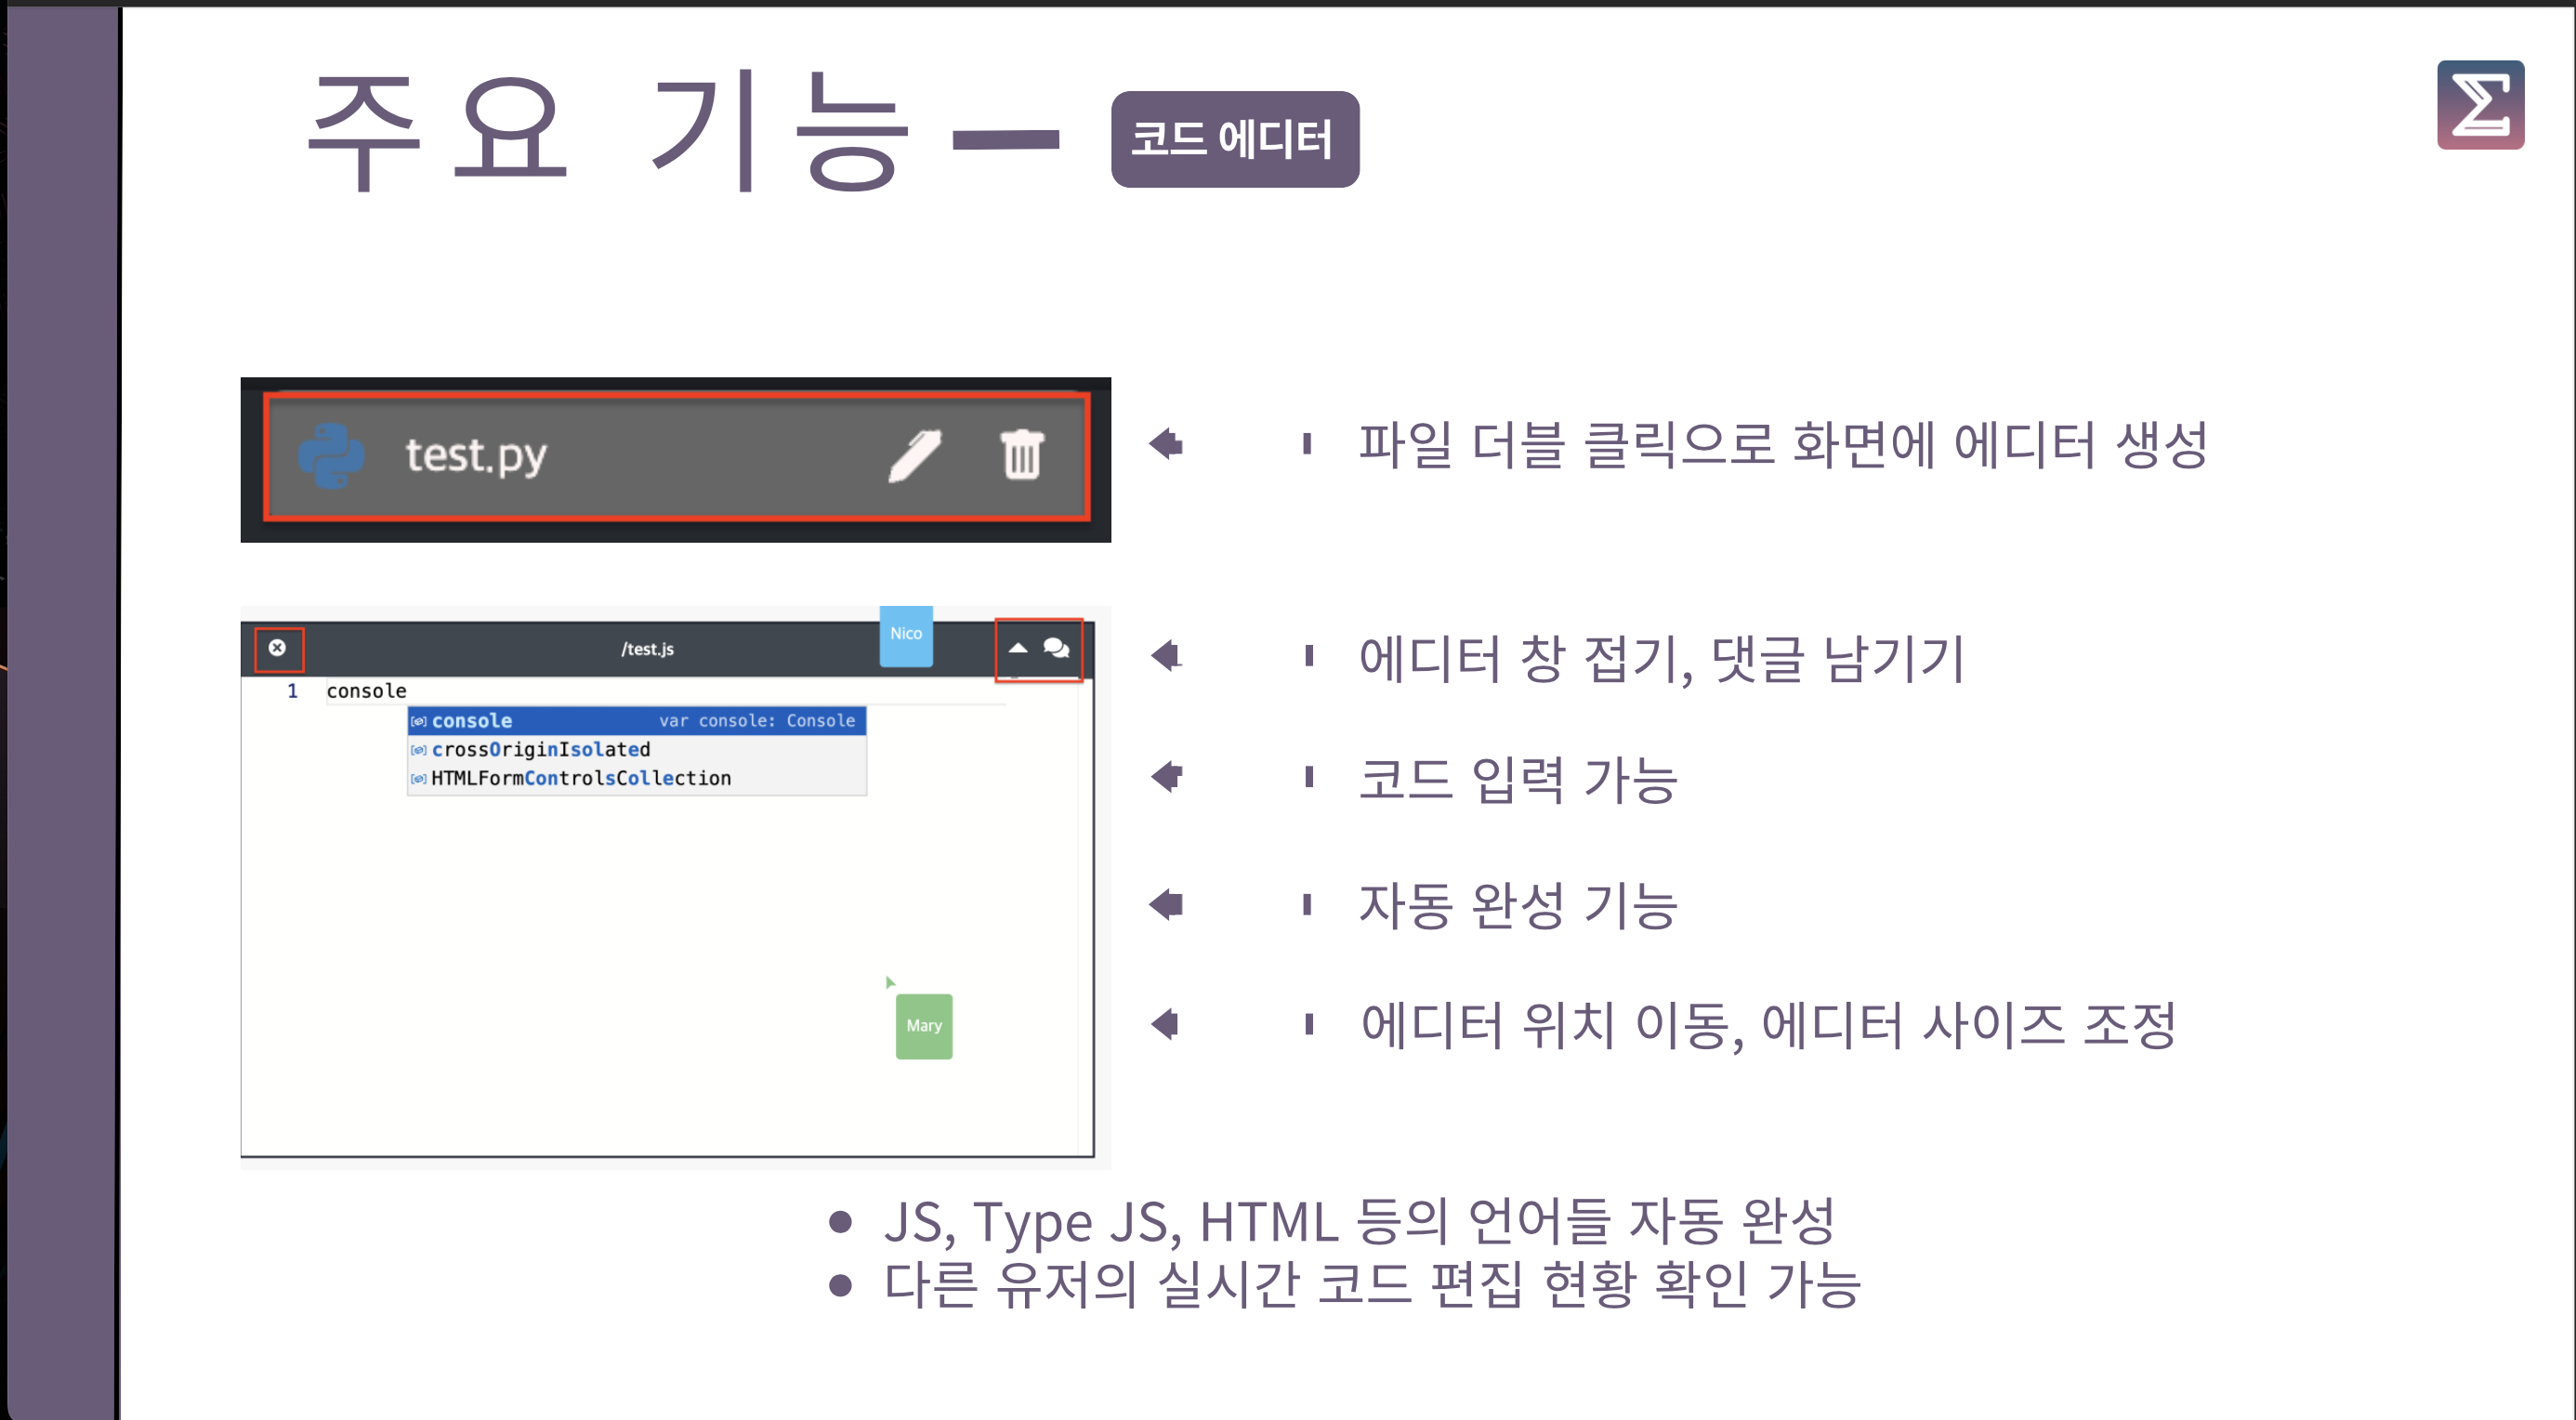 주요 기능
코드 에디터
test.py
파일 더블 클릭으로 화면에 에디터 생성
Nico
/test.js
에디터 창 접기, 댓글 남기기
1 console
console var console: Console
crossOriginIsolated
HTMLFormControlsCollection
코드 입력 가능
자동 완성 기능
Mary
에디터 위치 이동, 에디터 사이즈 조정
• JS, Type JS, HTML 등의 언어들 자동 완성
• 다른 유저의 실시간 코드 편집 현황 확인 가능